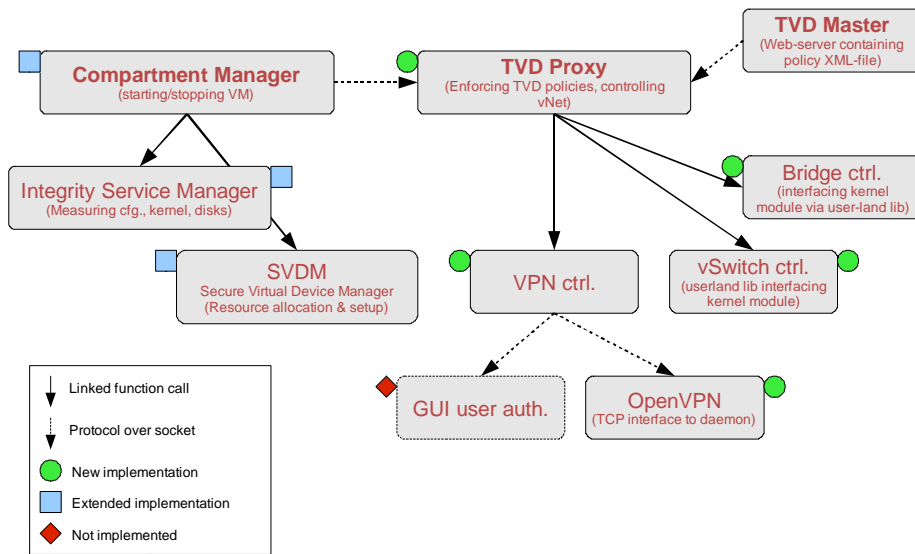 TVD Master
(Web-server containing
policy XML-file)
Compartment Manager
(starting/stopping VM)
TVD Proxy
(Enforcing TVD policies, controlling
vNet)
Integrity Service Manager
(Measuring cfg., kernel, disks)
Bridge ctrl.
(interfacing kernel
module via user-land lib)
SVDM
Secure Virtual Device Manager
(Resource allocation & setup)
VPN ctrl.
vSwitch ctrl.
(userland lib interfacing
kernel module)
GUI user auth.
OpenVPN
(TCP interface to daemon)
Linked function call
Protocol over socket
New implementation
Extended implementation
Not implemented